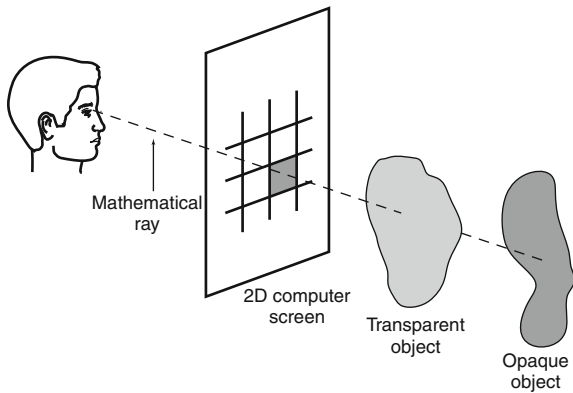 Mathematical
ray
2D computer
screen
Transparent
object
Opaque
object